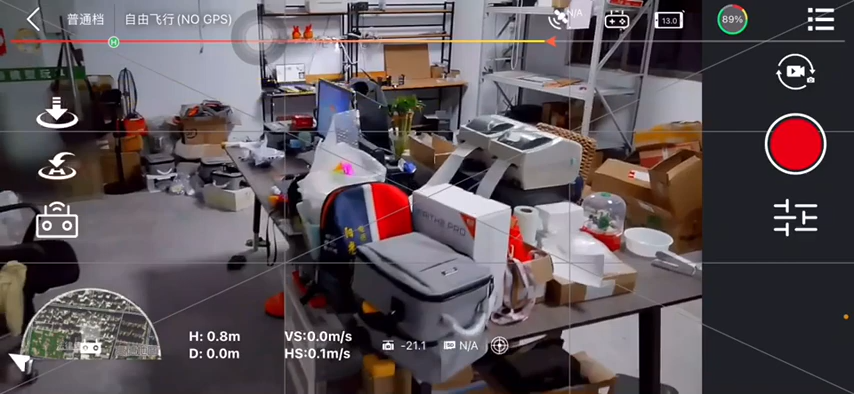 普通档
自由飞行(NO GPS)
N/A
13.0
89%
H
H: 0.8m
VS:0.0m/s
-21.1
ISO
N/A
D: 0.0m
HS:0.1m/s